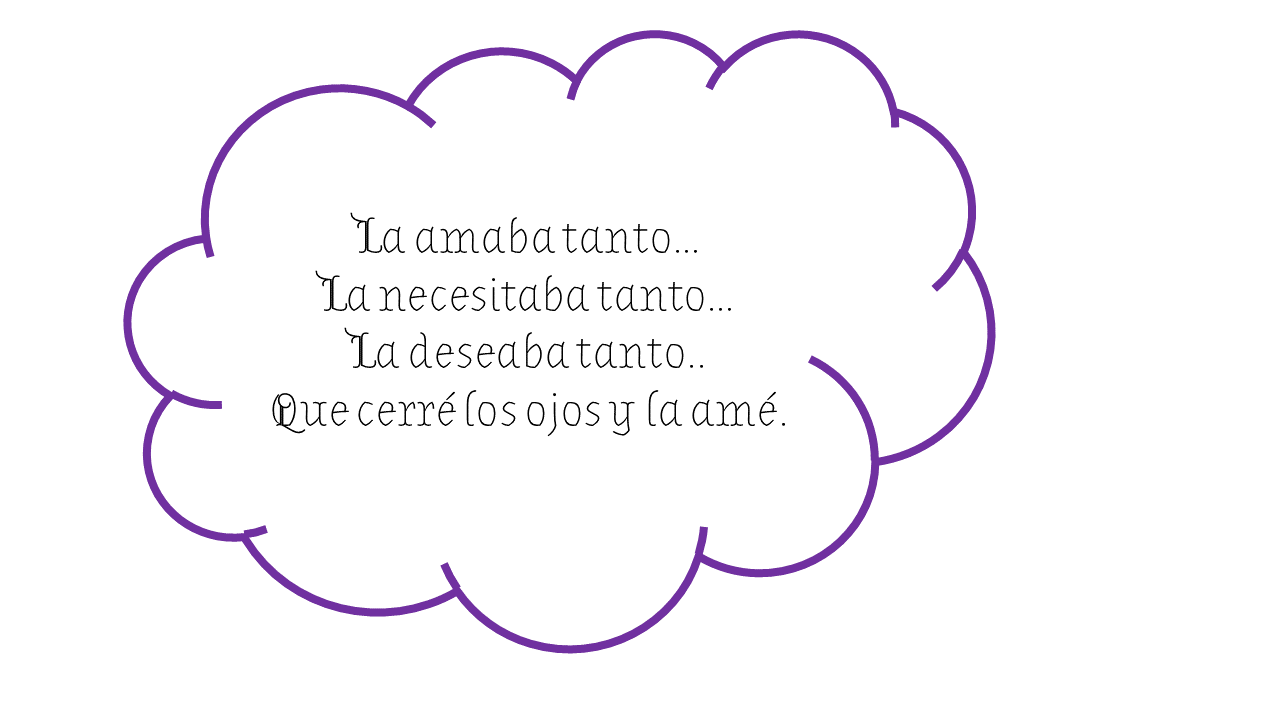 La amaba tanto...
La necesitaba tanto...
La deseaba tanto..
Que cerré los ojos y la amé.